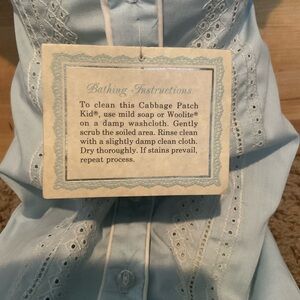 Bathing Instructions
To clean this Cabbage Patch
Kid®, use mild soap or Woolite®
on a damp washcloth. Gently
scrub the soiled area. Rinse clean
with a slightly damp clean cloth.
Dry thoroughly. If stains prevail,
repeat process.